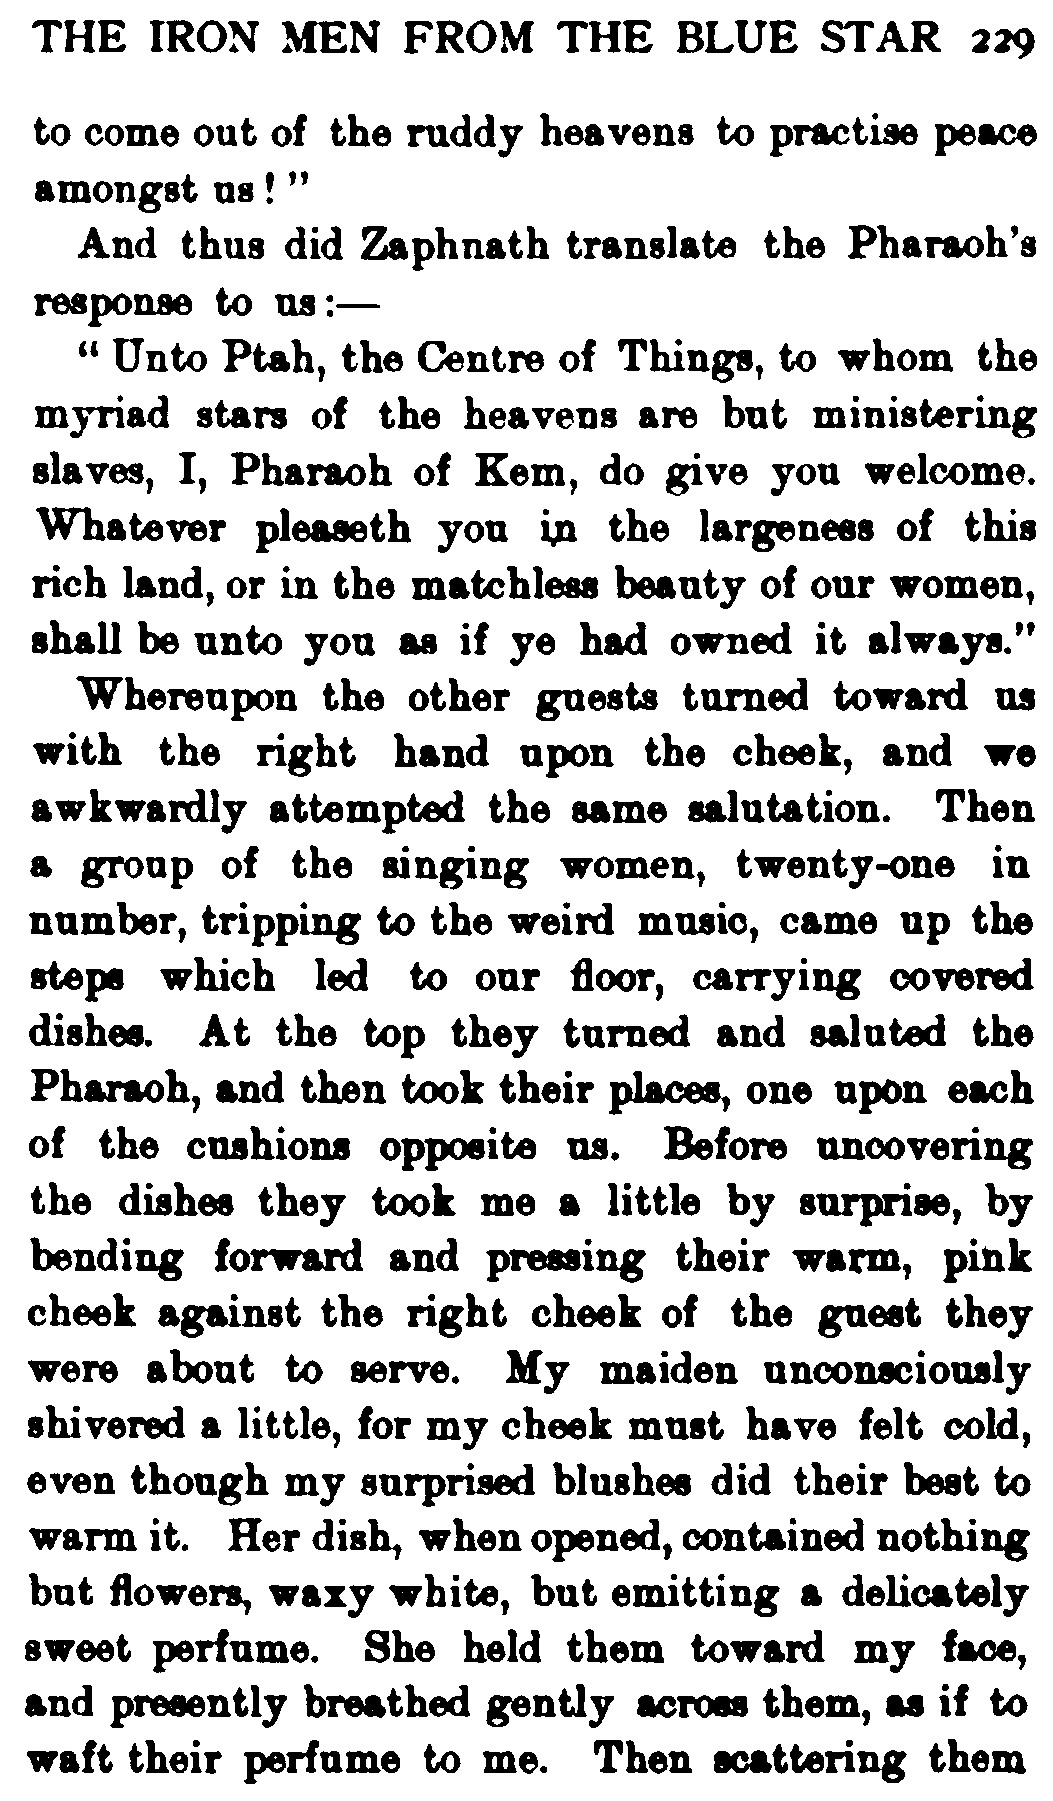 THE IRON MEN FROM THE BLUE STAR 229
to come out of the ruddy heavens to practise peace
amongst us ! ”
And thus did Zaphnath translate the Pharaoh’s
response to us :—
“ Unto Ptah, the Centre of Things, to whom the
myriad stars of the heavens are but ministering
slaves, I, Pharaoh of Kem, do give you welcome.
Whatever pleaseth you in the largeness of this
rich land, or in the matchless beauty of our women,
shall be unto you as if ye had owned it always.”
Whereupon the other guests turned toward us
with the right hand upon the cheek, and we
awkwardly attempted the same salutation. Then
a group of the singing women, twenty-one in
number, tripping to the weird music, came up the
steps which led to our floor, carrying covered
dishes. At the top they turned and saluted the
Pharaoh, and then took their places, one upon each
of the cushions opposite us. Before uncovering
the dishes they took me a little by surprise, by
bending forward and pressing their warm, pink
cheek against the right cheek of the guest they
were about to serve. My maiden unconsciously
shivered a little, for my cheek must have felt cold,
even though my surprised blushes did their best to
warm it. Her dish, when opened, contained nothing
but flowers, waxy white, but emitting a delicately
sweet perfume. She held them toward my face,
and presently breathed gently across them, as if to
waft their perfume to me. Then scattering them